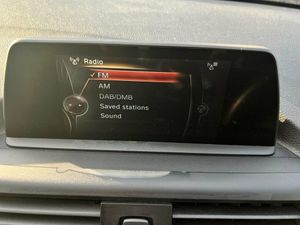 Radio
✓ FM
AM
DAB/DMB
Saved stations
Sound